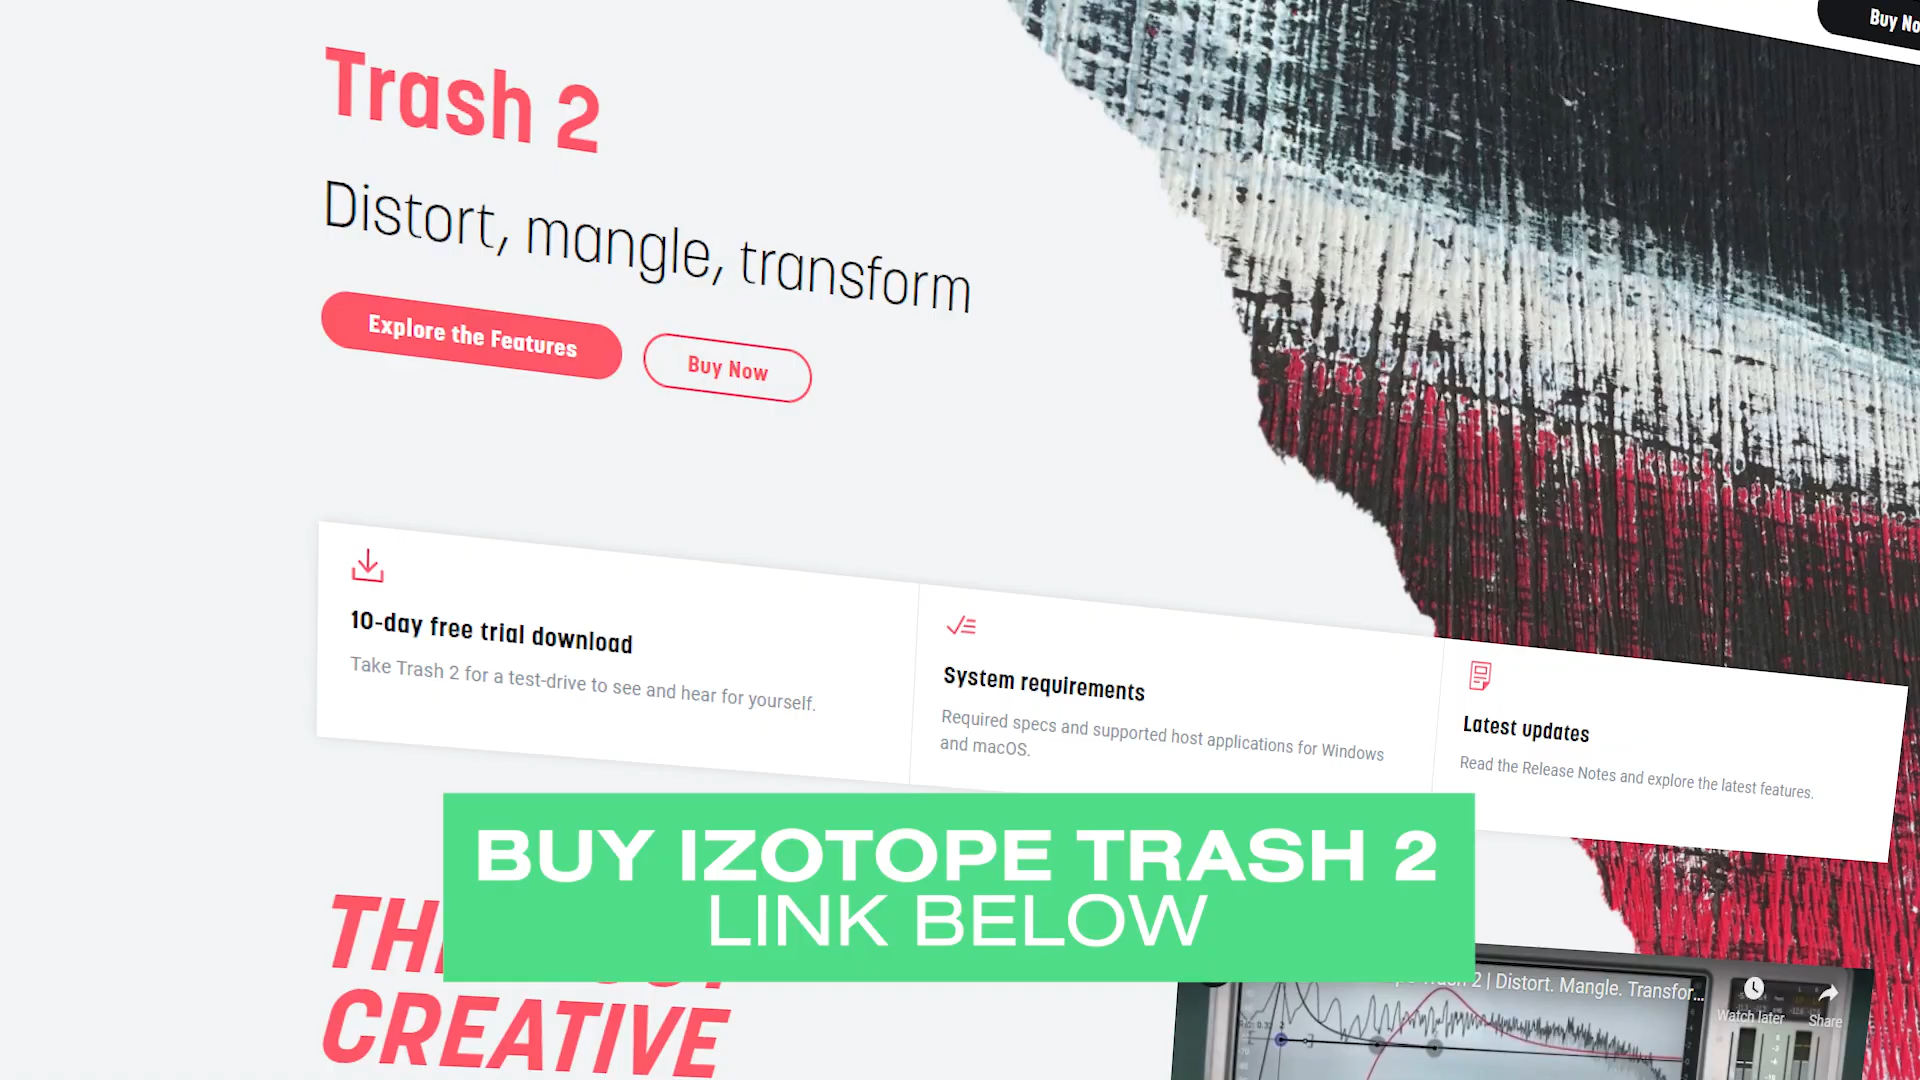 Buy No
Trash 2
Distort, mangle, transform
Explore the Features
Buy Now
10-day free trial download
Take Trash 2 for a test-drive to see and hear for yourself.
System requirements
Required specs and supported host applications for Windows
and macOS.
Latest updates
Read the Release Notes and explore the latest features.
BUY IZOTOPE TRASH 2
LINK BELOW
CREATIVE
2 | Distort. Mangle. Transfor...
Watch later
Share